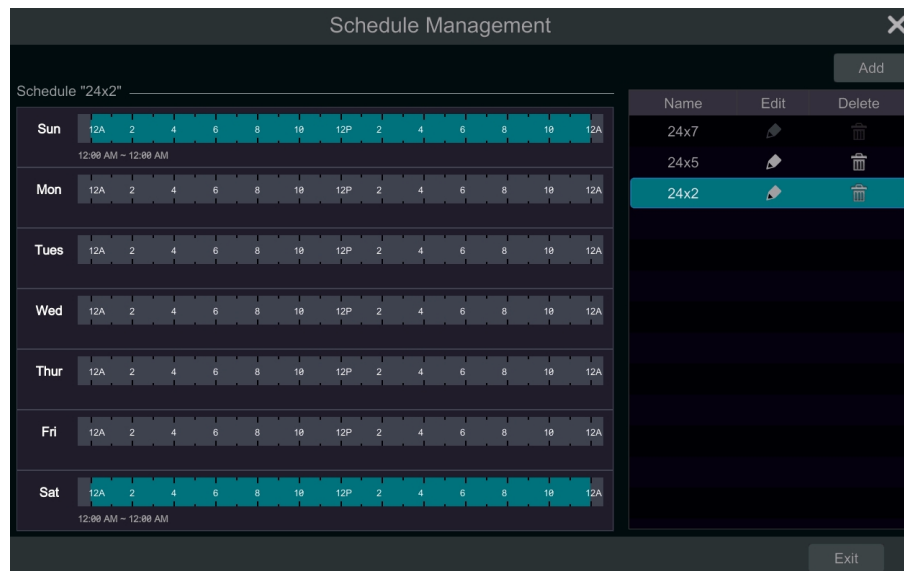 Schedule Management
Add
Schedule "24x2"
Sun 12A 2 4 6 8 10 12P 2 4 6 8 10 12A
12:00 AM ~ 12:00 AM
Mon 12A 2 4 6 8 10 12P 2 4 6 8 10 12A
Tues 12A 2 4 6 8 10 12P 2 4 6 8 10 12A
Wed 12A 2 4 6 8 10 12P 2 4 6 8 10 12A
Thur 12A 2 4 6 8 10 12P 2 4 6 8 10 12A
Fri 12A 2 4 6 8 10 12P 2 4 6 8 10 12A
Sat 12A 2 4 6 8 10 12P 2 4 6 8 10 12A
12:00 AM ~ 12:00 AM
Name Edit Delete
24x7
24x5
24x2
Exit